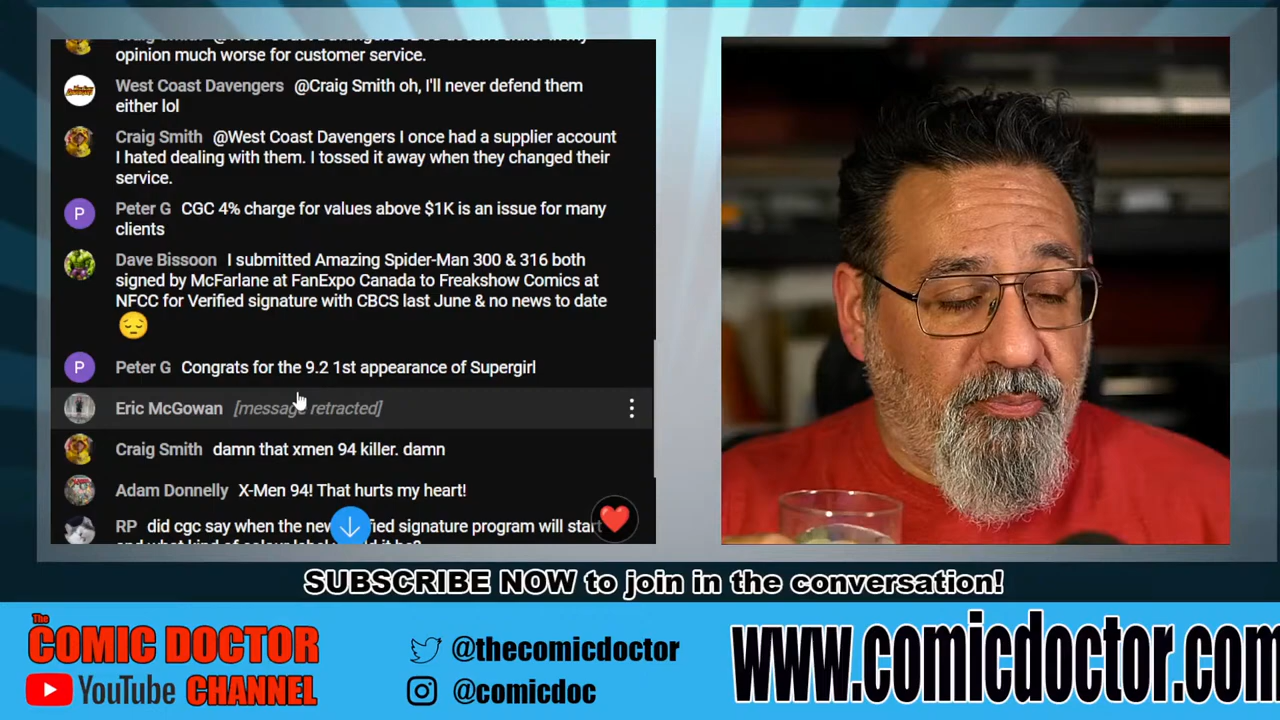 opinion much worse for customer service.
West Coast Davengers @Craig Smith oh, I'll never defend them
either lol
Craig Smith @West Coast Davengers I once had a supplier account
I hated dealing with them. I tossed it away when they changed their
service.
P Peter G CGC 4% charge for values above $1K is an issue for many
clients
Dave Bissoon I submitted Amazing Spider-Man 300 & 316 both
signed by McFarlane at FanExpo Canada to Freakshow Comics at
NFCC for Verified signature with CBCS last June & no news to date
P Peter G Congrats for the 9.2 1st appearance of Supergirl
Eric McGowan [message retracted]
Craig Smith damn that xmen 94 killer. damn
Adam Donnelly X-Men 94! That hurts my heart!
RP did cgc say when the new signature program will start
SUBSCRIBE NOW to join in the conversation!
The
COMIC DOCTOR
YouTube CHANNEL
@thecomicdoctor
@comicdoc
www.comicdoctor.com